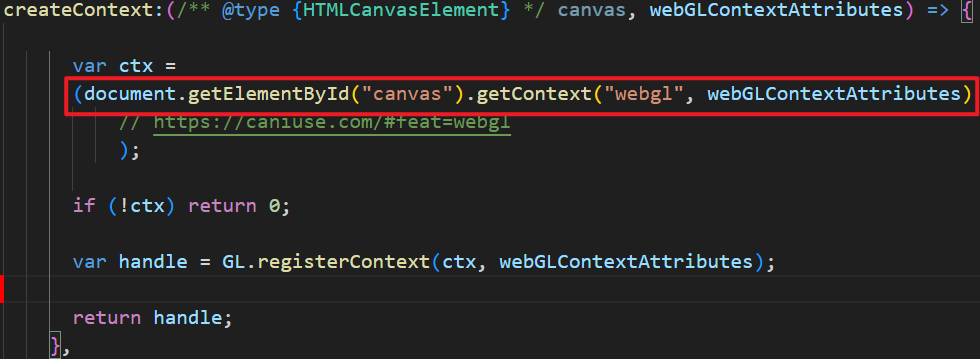 createContext:(/** @type {HTMLCanvasElement} */ canvas, webGLContextAttributes) => {
var ctx =
(document.getElementById("canvas").getContext("webgl", webGLContextAttributes)
// https://caniuse.com/#feat=webgl
);
if (!ctx) return 0;
var handle = GL.registerContext(ctx, webGLContextAttributes);
return handle;
},